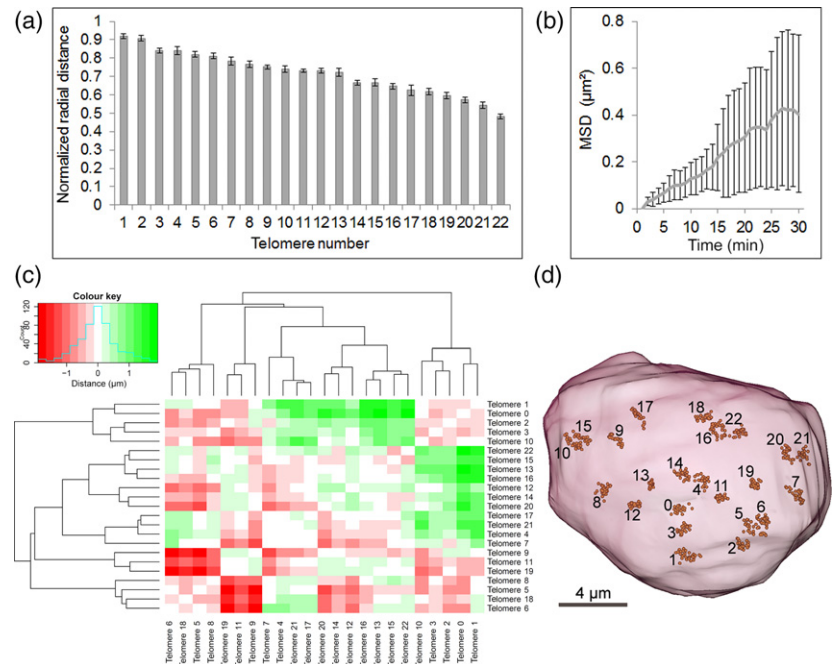 (a)
Normalized radial distance
1
0.9
0.8
0.7
0.6
0.5
0.4
0.3
0.2
0.1
0
1 2 3 4 5 6 7 8 9 10 11 12 13 14 15 16 17 18 19 20 21 22
Telomere number
(b)
MSD (µm²)
0.8
0.6
0.4
0.2
0
0 5 10 15 20 25 30
Time (min)
(c)
Colour key
Count
0 40 80 120
−1 0 1
Distance (µm)
Telomere 1
Telomere 0
Telomere 2
Telomere 3
Telomere 10
Telomere 22
Telomere 15
Telomere 13
Telomere 16
Telomere 12
Telomere 14
Telomere 20
Telomere 17
Telomere 21
Telomere 4
Telomere 7
Telomere 9
Telomere 11
Telomere 19
Telomere 8
Telomere 5
Telomere 18
Telomere 6
Telomere 6
Telomere 18
Telomere 5
Telomere 8
Telomere 19
Telomere 11
Telomere 9
Telomere 7
Telomere 4
Telomere 21
Telomere 17
Telomere 20
Telomere 14
Telomere 12
Telomere 16
Telomere 13
Telomere 15
Telomere 22
Telomere 10
Telomere 3
Telomere 2
Telomere 0
Telomere 1
(d)
17
18
22
15
9
16
10
20
21
14
13
4
19
8
11
7
12
0
5
6
3
2
1
4 µm